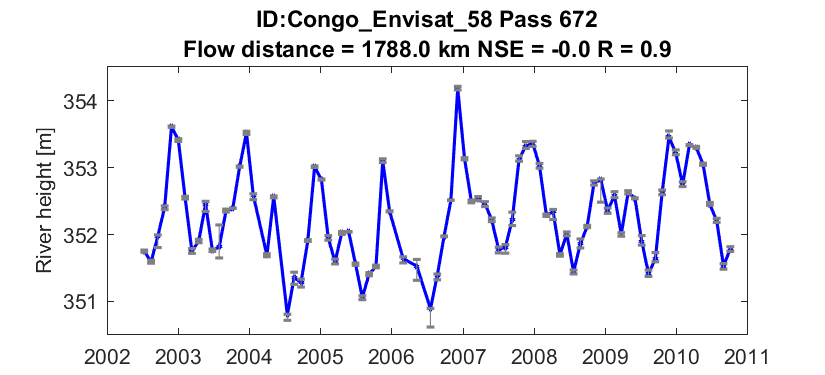 ID:Congo_Envisat_58 Pass 672
Flow distance = 1788.0 km NSE = -0.0 R = 0.9
River height [m]
354
353
352
351
2002 2003 2004 2005 2006 2007 2008 2009 2010 2011